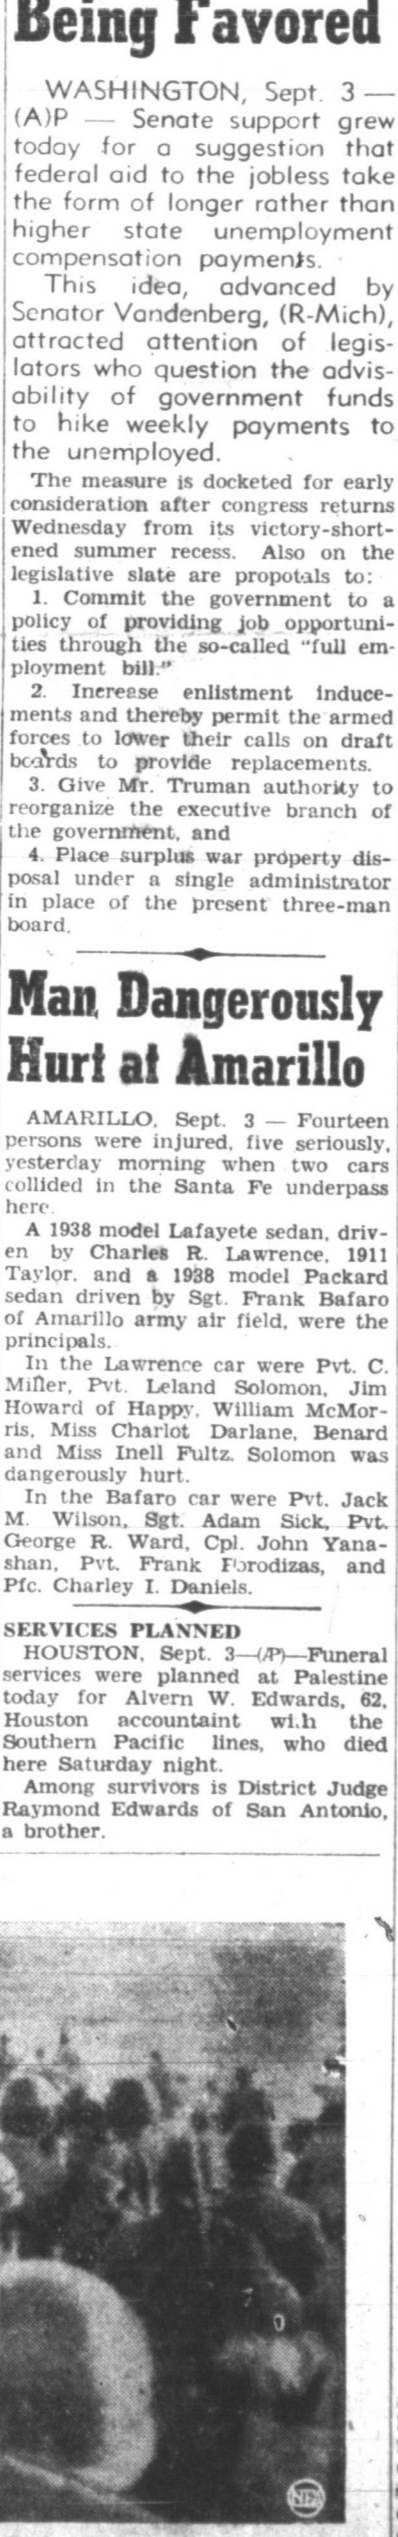 Being Favored
WASHINGTON, Sept. 3 —
(A)P — Senate support grew
today for a suggestion that
federal aid to the jobless take
the form of longer rather than
higher state unemployment
compensation payments.
This idea, advanced by
Senator Vandenberg, (R-Mich),
attracted attention of legis-
lators who question the advis-
ability of government funds
to hike weekly payments to
the unemployed.
The measure is docketed for early
consideration after congress returns
Wednesday from its victory-short-
ened summer recess. Also on the
legislative slate are propotals to:
1. Commit the government to a
policy of providing job opportuni-
ties through the so-called "full em-
ployment bill."
2. Increase enlistment induce-
ments and thereby permit the armed
forces to lower their calls on draft
boards to provide replacements.
3. Give Mr. Truman authority to
reorganize the executive branch of
the government, and
4. Place surplus war property dis-
posal under a single administrator
in place of the present three-man
board.
Man Dangerously
Hurt at Amarillo
AMARILLO, Sept. 3 — Fourteen
persons were injured, five seriously,
yesterday morning when two cars
collided in the Santa Fe underpass
here.
A 1938 model Lafayete sedan, driv-
en by Charles R. Lawrence, 1911
Taylor, and a 1938 model Packard
sedan driven by Sgt. Frank Bafaro
of Amarillo army air field, were the
principals.
In the Lawrence car were Pvt. C.
Miller, Pvt. Leland Solomon, Jim
Howard of Happy, William McMor-
ris, Miss Charlot Darlane, Benard
and Miss Inell Fultz. Solomon was
dangerously hurt.
In the Bafaro car were Pvt. Jack
M. Wilson, Sgt. Adam Sick, Pvt.
George R. Ward, Cpl. John Yana-
shan, Pvt. Frank Forodizas, and
Pfc. Charley I. Daniels.
SERVICES PLANNED
HOUSTON, Sept. 3—(AP)—Funeral
services were planned at Palestine
today for Alvern W. Edwards, 62,
Houston accountaint with the
Southern Pacific lines, who died
here Saturday night.
Among survivors is District Judge
Raymond Edwards of San Antonio,
a brother.
NEA